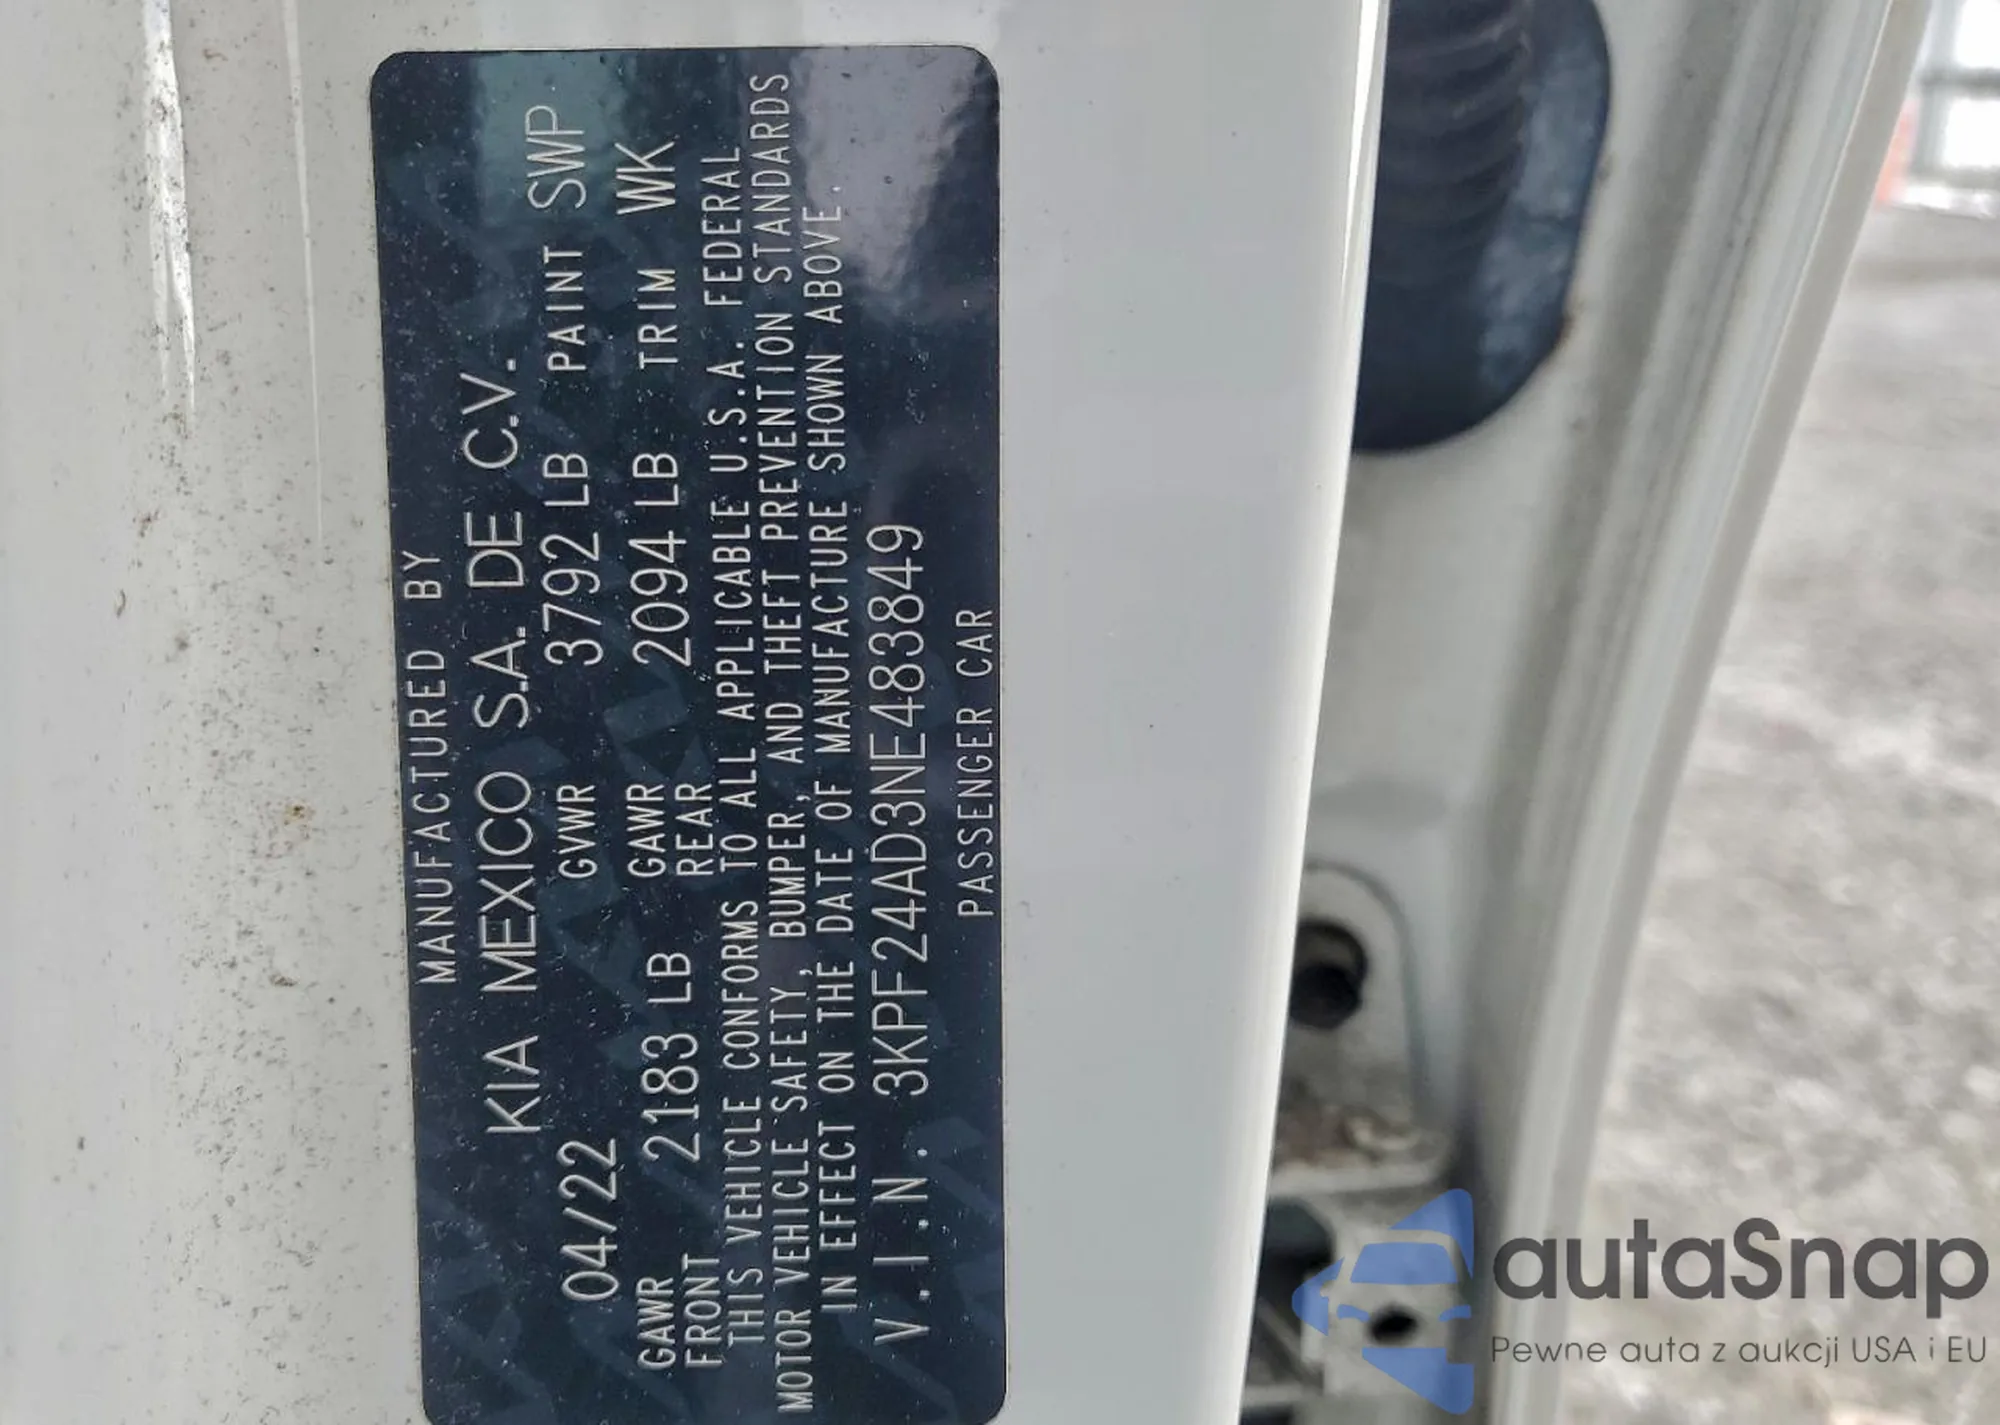 MANUFACTURED BY
KIA MEXICO S.A. DE C.V.
04/22 GVWR 3792 LB PAINT SWP
GAWR FRONT 2183 LB GAWR REAR 2094 LB TRIM WK
THIS VEHICLE CONFORMS TO ALL APPLICABLE U.S.A. FEDERAL
MOTOR VEHICLE SAFETY, BUMPER, AND THEFT PREVENTION STANDARDS
IN EFFECT ON THE DATE OF MANUFACTURE SHOWN ABOVE.
V.I.N. 3KPF24AD3NE483849
PASSENGER CAR
autaSnap
Pewne auta z aukcji USA i EU